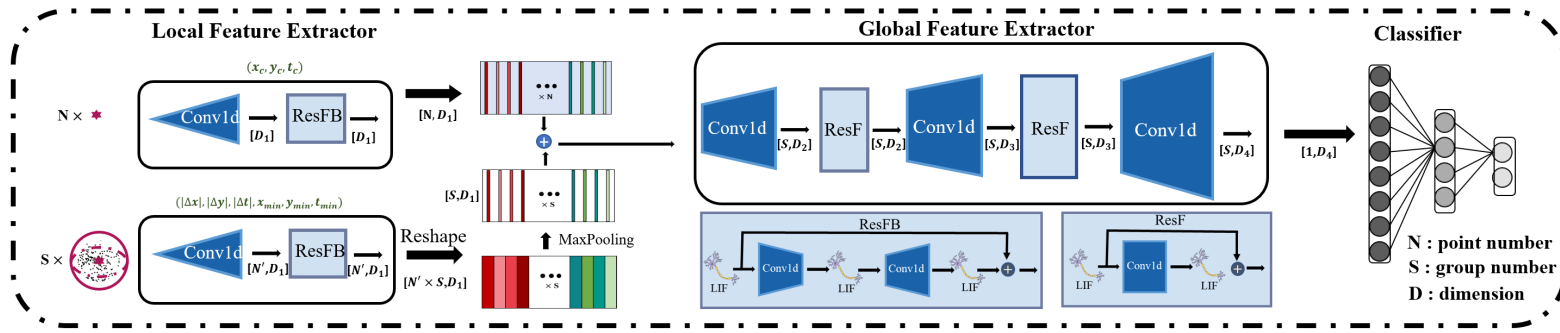 Local Feature Extractor
Global Feature Extractor
Classifier
(x_c, y_c, t_c)
N ×
Conv1d
[D_1]
ResFB
[D_1]
[N, D_1]
••• × N
+
[S, D_1]
••• × S
MaxPooling
(|Δx|, |Δy|, |Δt|, x_min, y_min, t_min)
S ×
Conv1d
[N′, D_1]
ResFB
[N′, D_1]
Reshape
[N′ × S, D_1]
••• × S
Conv1d
[S, D_2]
ResF
[S, D_2]
Conv1d
[S, D_3]
ResF
[S, D_3]
Conv1d
[S, D_4]
[1, D_4]
ResFB
LIF
Conv1d
LIF
Conv1d
LIF
+
ResF
LIF
Conv1d
LIF
+
N : point number
S : group number
D : dimension